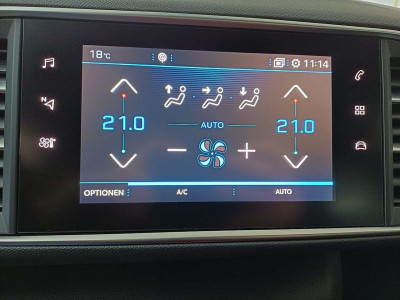 18°C 11:14
N
21.0 AUTO 21.0
OPTIONEN A/C AUTO